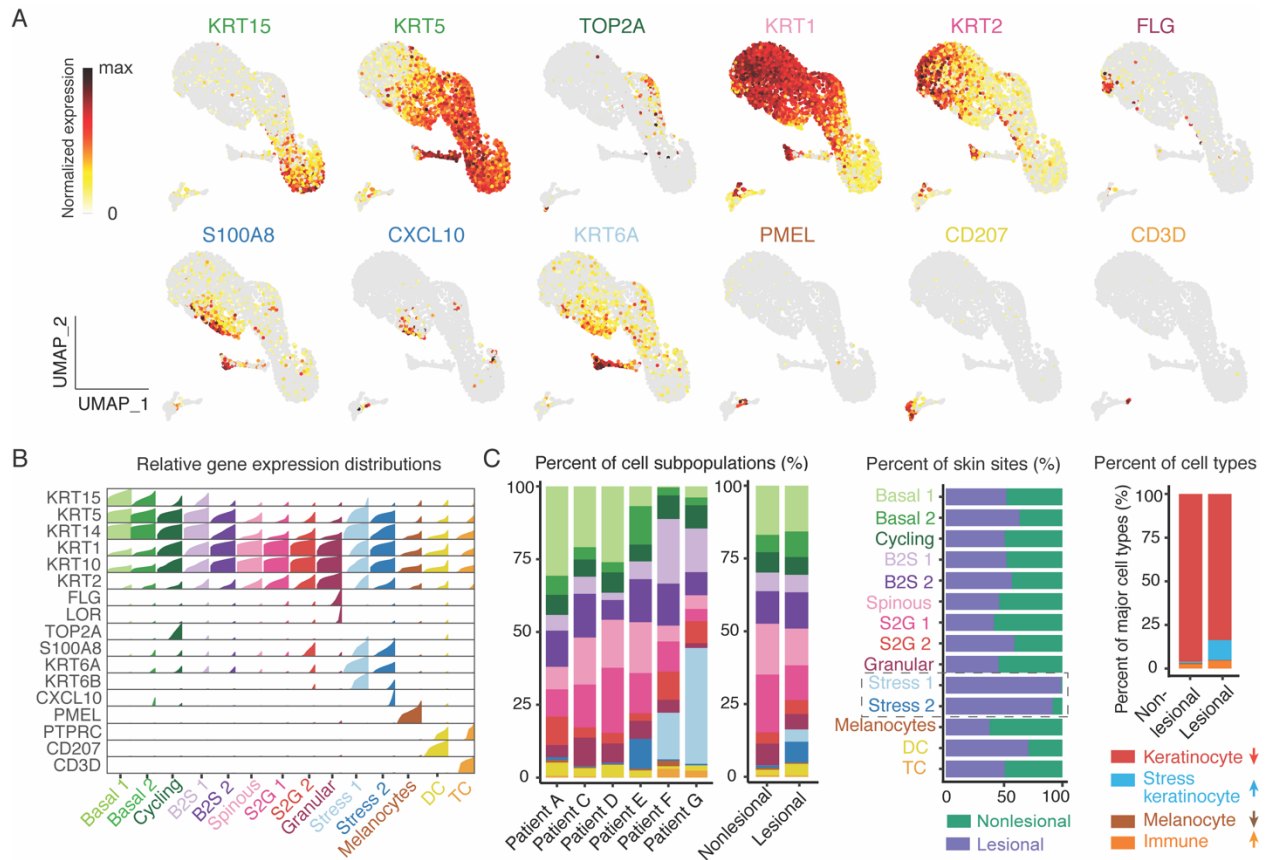 A
KRT15 KRT5 TOP2A KRT1 KRT2 FLG
Normalized expression
max
0
S100A8 CXCL10 KRT6A PMEL CD207 CD3D
UMAP_2
UMAP_1
B
Relative gene expression distributions
KRT15
KRT5
KRT14
KRT1
KRT10
KRT2
FLG
LOR
TOP2A
S100A8
KRT6A
KRT6B
CXCL10
PMEL
PTPRC
CD207
CD3D
Basal 1
Basal 2
Cycling
B2S 1
B2S 2
Spinous
S2G 1
S2G 2
Granular
Stress 1
Stress 2
Melanocytes
DC
TC
C
Percent of cell subpopulations (%)
100
75
50
25
0
Patient A
Patient C
Patient D
Patient E
Patient F
Patient G
100
75
50
25
0
Nonlesional
Lesional
Percent of skin sites (%)
Basal 1
Basal 2
Cycling
B2S 1
B2S 2
Spinous
S2G 1
S2G 2
Granular
Stress 1
Stress 2
Melanocytes
DC
TC
0 50 100
Nonlesional
Lesional
Percent of cell types
Percent of major cell types (%)
100
75
50
25
0
Non-
lesional
Lesional
Keratinocyte ↓
Stress
keratinocyte ↑
Melanocyte ↓
Immune ↑